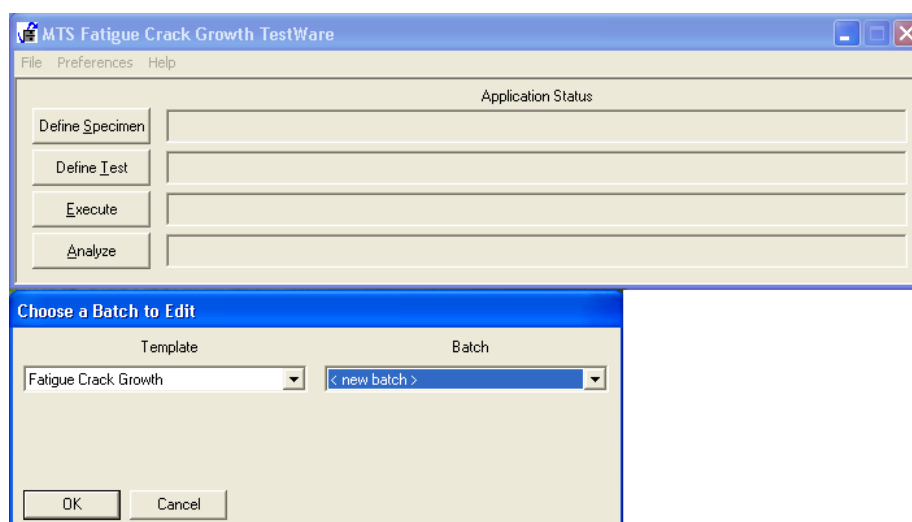 MTS Fatigue Crack Growth TestWare
File Preferences Help
Application Status
Define Specimen
Define Test
Execute
Analyze
Choose a Batch to Edit
Template Batch
Fatigue Crack Growth < new batch >
OK Cancel